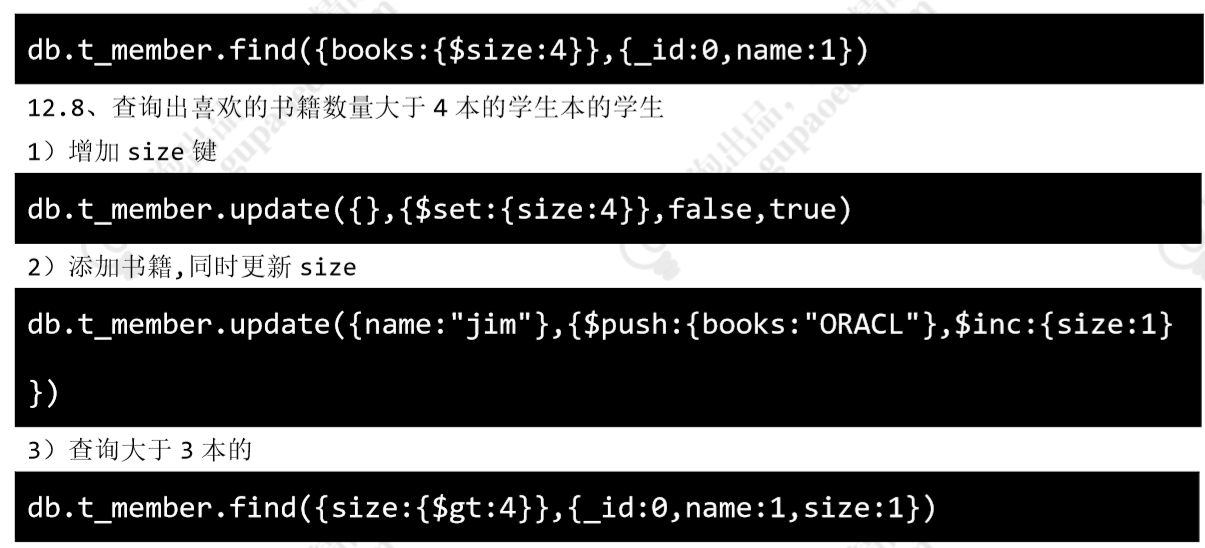 db.t_member.find({books:{$size:4}},{_id:0,name:1})
12.8、查询出喜欢的书籍数量大于 4 本的学生本的学生
1）增加 size 键
db.t_member.update({},{$set:{size:4}},false,true)
2）添加书籍,同时更新 size
db.t_member.update({name:"jim"},{$push:{books:"ORACL"},$inc:{size:1}
})
3）查询大于 3 本的
db.t_member.find({size:{$gt:4}},{_id:0,name:1,size:1})